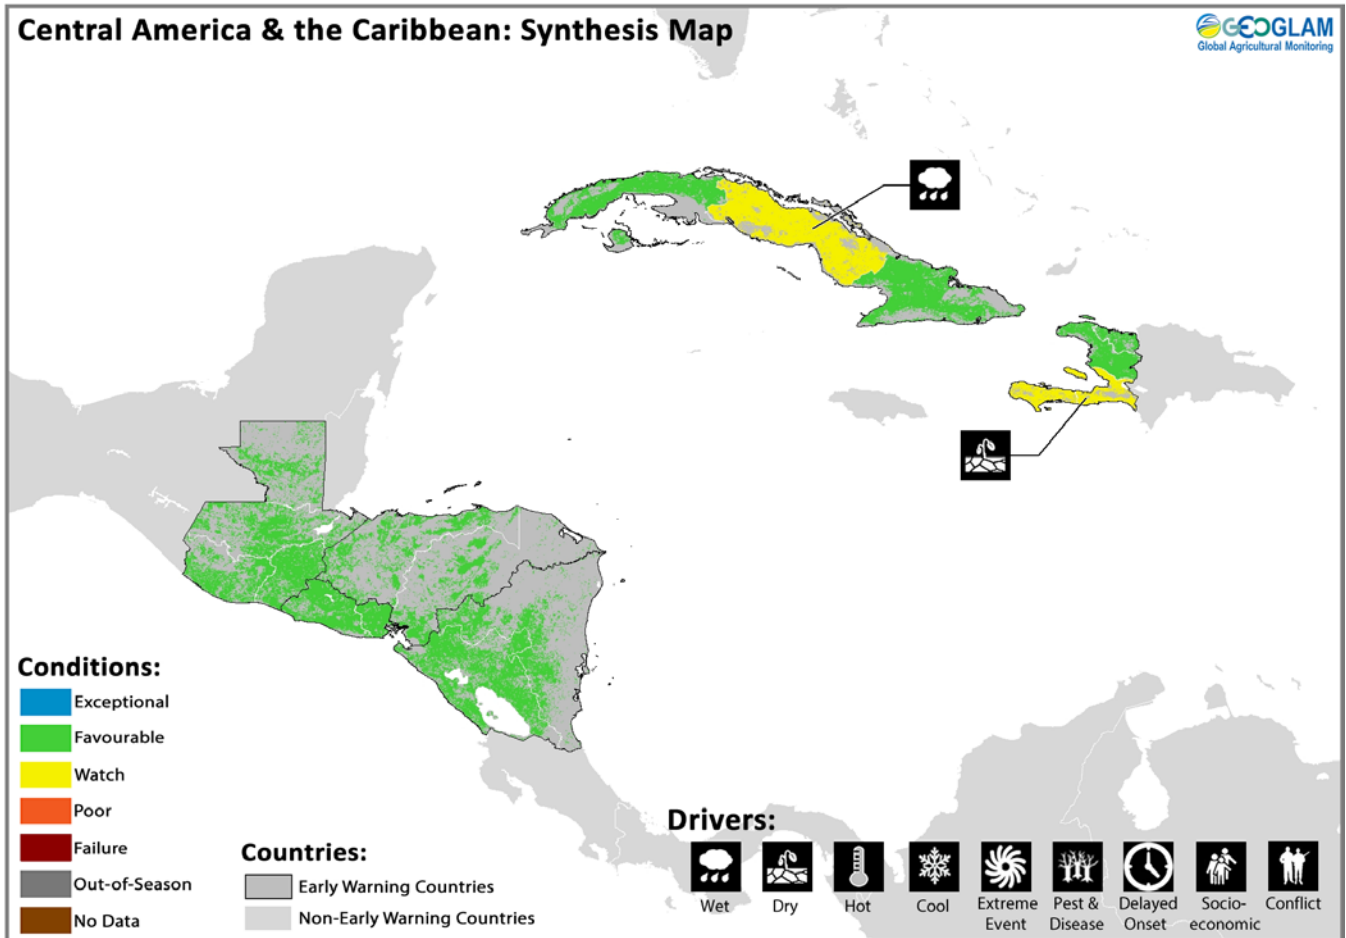 Central America & the Caribbean: Synthesis Map
GEOGLAM
Global Agricultural Monitoring
Conditions:
Exceptional
Favourable
Watch
Poor
Failure
Out-of-Season
No Data
Countries:
Early Warning Countries
Non-Early Warning Countries
Drivers:
Wet
Dry
Hot
Cool
Extreme
Event
Pest &
Disease
Delayed
Onset
Socio-
economic
Conflict